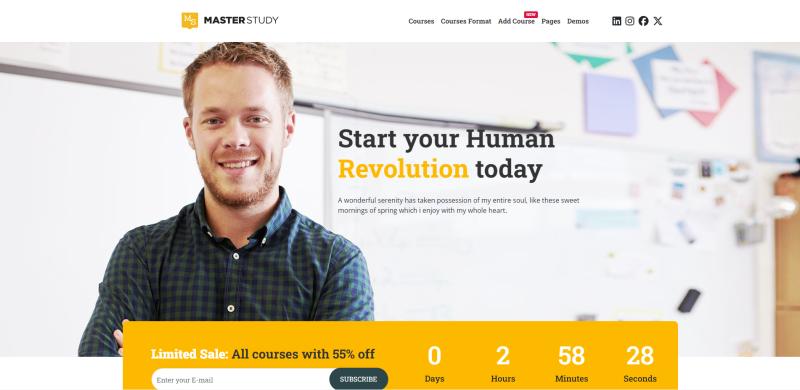 MS MASTERSTUDY
Courses Courses Format Add Course NEW Pages Demos
Start your Human
Revolution today
A wonderful serenity has taken possession of my entire soul, like these sweet
mornings of spring which i enjoy with my whole heart.
Limited Sale: All courses with 55% off
Enter your E-mail SUBSCRIBE
0 2 58 28
Days Hours Minutes Seconds